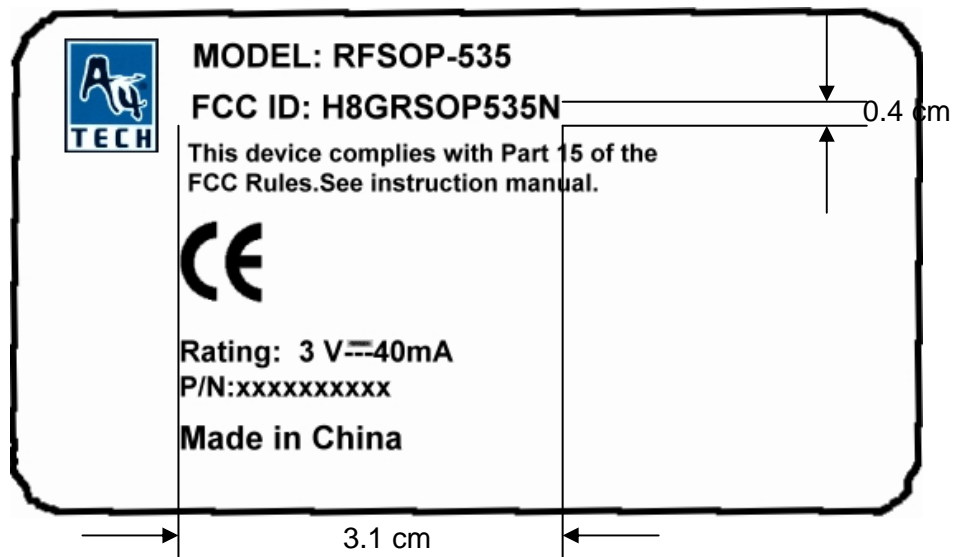 A4
TECH
MODEL: RFSOP-535
FCC ID: H8GRSOP535N
0.4 cm
This device complies with Part 15 of the
FCC Rules.See instruction manual.
CE
Rating: 3 V⎓40mA
P/N:xxxxxxxxxx
Made in China
3.1 cm